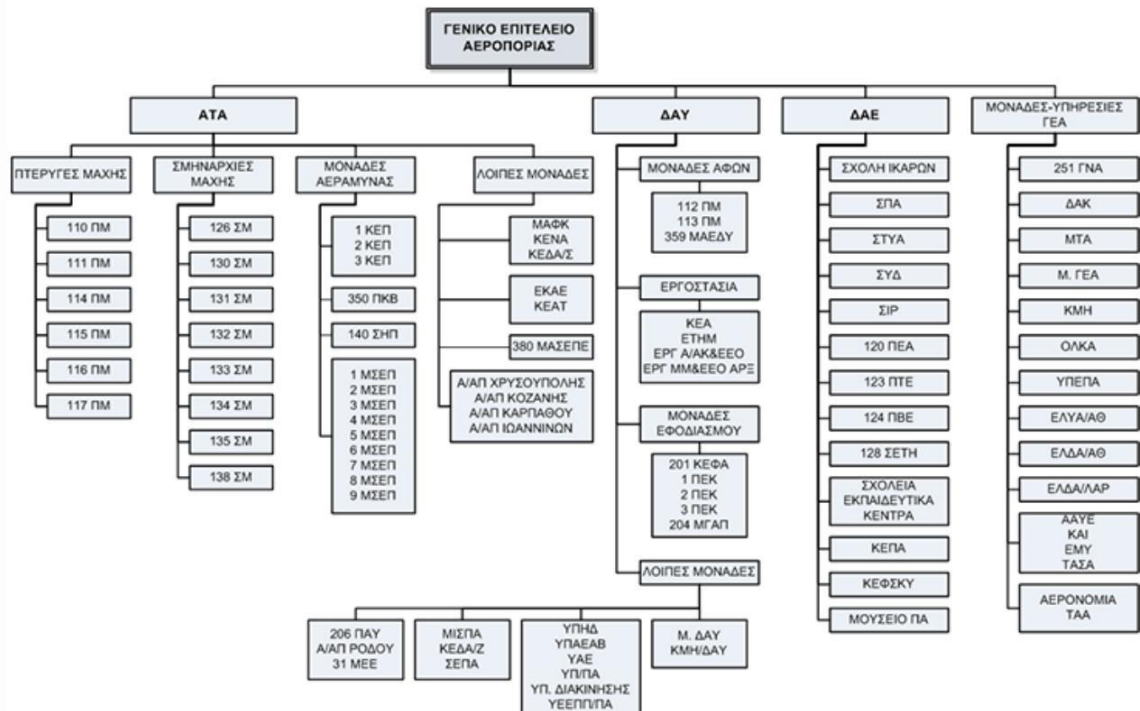 ΓΕΝΙΚΟ ΕΠΙΤΕΛΕΙΟ
ΑΕΡΟΠΟΡΙΑΣ
ΑΤΑ
ΠΤΕΡΥΓΕΣ ΜΑΧΗΣ
110 ΠΜ
111 ΠΜ
114 ΠΜ
115 ΠΜ
116 ΠΜ
117 ΠΜ
ΣΜΗΝΑΡΧΙΕΣ
ΜΑΧΗΣ
126 ΣΜ
130 ΣΜ
131 ΣΜ
132 ΣΜ
133 ΣΜ
134 ΣΜ
135 ΣΜ
138 ΣΜ
ΜΟΝΑΔΕΣ
ΑΕΡΑΜΥΝΑΣ
1 ΚΕΠ
2 ΚΕΠ
3 ΚΕΠ
350 ΠΚΒ
140 ΣΗΠ
1 ΜΣΕΠ
2 ΜΣΕΠ
3 ΜΣΕΠ
4 ΜΣΕΠ
5 ΜΣΕΠ
6 ΜΣΕΠ
7 ΜΣΕΠ
8 ΜΣΕΠ
9 ΜΣΕΠ
ΛΟΙΠΕΣ ΜΟΝΑΔΕΣ
ΜΑΦΚ
ΚΕΝΑ
ΚΕΔΑ/Σ
ΕΚΑΕ
ΚΕΑΤ
380 ΜΑΣΕΠΕ
Α/ΑΠ ΧΡΥΣΟΥΠΟΛΗΣ
Α/ΑΠ ΚΟΖΑΝΗΣ
Α/ΑΠ ΚΑΡΠΑΘΟΥ
Α/ΑΠ ΙΩΑΝΝΙΝΩΝ
ΔΑΥ
ΜΟΝΑΔΕΣ ΑΦΩΝ
112 ΠΜ
113 ΠΜ
359 ΜΑΕΔΥ
ΕΡΓΟΣΤΑΣΙΑ
ΚΕΑ
ΕΤΗΜ
ΕΡΓ Α/ΑΚ&ΕΕΟ
ΕΡΓ ΜΜ&ΕΕΟ ΑΡΞ
ΜΟΝΑΔΕΣ
ΕΦΟΔΙΑΣΜΟΥ
201 ΚΕΦΑ
1 ΠΕΚ
2 ΠΕΚ
3 ΠΕΚ
204 ΜΓΑΠ
ΛΟΙΠΕΣ ΜΟΝΑΔΕΣ
206 ΠΑΥ
Α/ΑΠ ΡΟΔΟΥ
31 ΜΕΕ
ΜΙΣΠΑ
ΚΕΔΑ/Ζ
ΣΕΠΑ
ΥΠΗΔ
ΥΠΑΕΑΒ
ΥΑΕ
ΥΠ/ΠΑ
ΥΠ. ΔΙΑΚΙΝΗΣΗΣ
ΥΕΕΠΠ/ΠΑ
Μ. ΔΑΥ
ΚΜΗ/ΔΑΥ
ΔΑΕ
ΣΧΟΛΗ ΙΚΑΡΩΝ
ΣΠΑ
ΣΤΥΑ
ΣΥΔ
ΣΙΡ
120 ΠΕΑ
123 ΠΤΕ
124 ΠΒΕ
128 ΣΕΤΗ
ΣΧΟΛΕΙΑ
ΕΚΠΑΙΔΕΥΤΙΚΑ
ΚΕΝΤΡΑ
ΚΕΠΑ
ΚΕΦΣΚΥ
ΜΟΥΣΕΙΟ ΠΑ
ΜΟΝΑΔΕΣ-ΥΠΗΡΕΣΙΕΣ
ΓΕΑ
251 ΓΝΑ
ΔΑΚ
ΜΤΑ
Μ. ΓΕΑ
ΚΜΗ
ΟΛΚΑ
ΥΠΕΠΑ
ΕΛΥΑ/ΑΘ
ΕΛΔΑ/ΑΘ
ΕΛΔΑ/ΛΑΡ
ΑΑΥΕ
ΚΑΙ
ΕΜΥ
ΤΑΣΑ
ΑΕΡΟΝΟΜΙΑ
ΤΑΑ